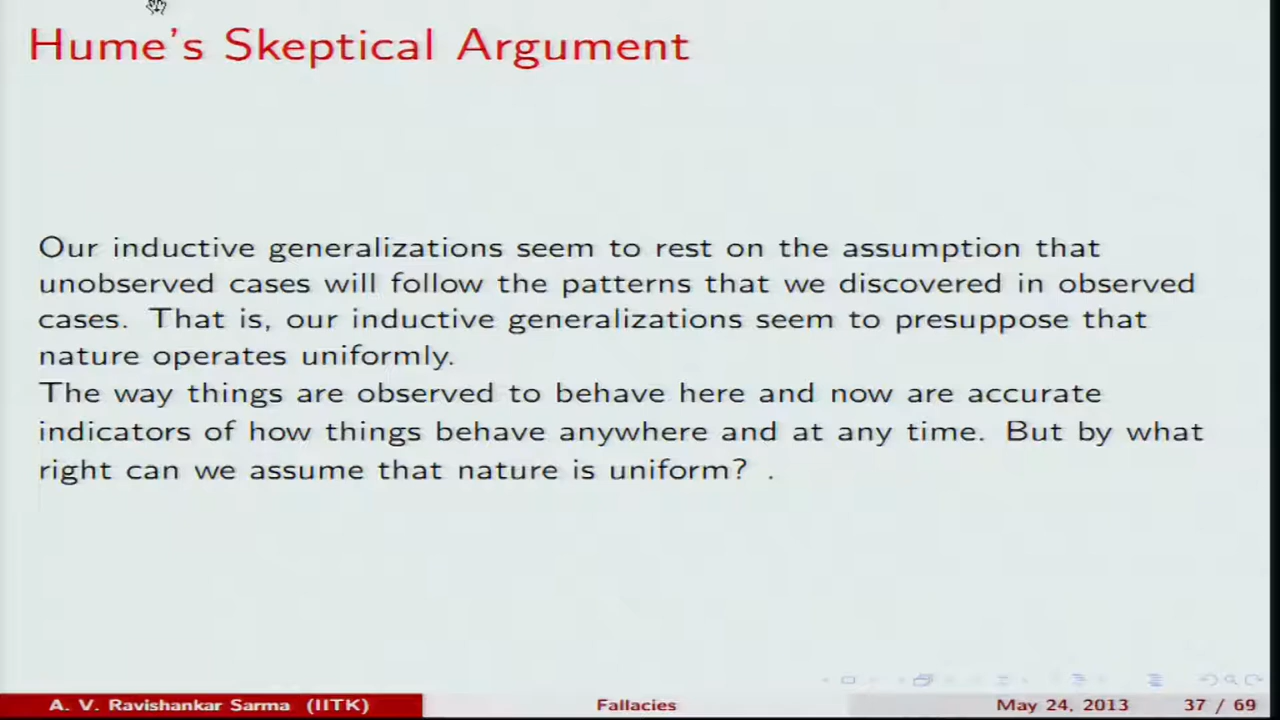 Hume's Skeptical Argument
Our inductive generalizations seem to rest on the assumption that
unobserved cases will follow the patterns that we discovered in observed
cases. That is, our inductive generalizations seem to presuppose that
nature operates uniformly.
The way things are observed to behave here and now are accurate
indicators of how things behave anywhere and at any time. But by what
right can we assume that nature is uniform? .
A. V. Ravishankar Sarma (IITK) Fallacies May 24, 2013 37 / 69